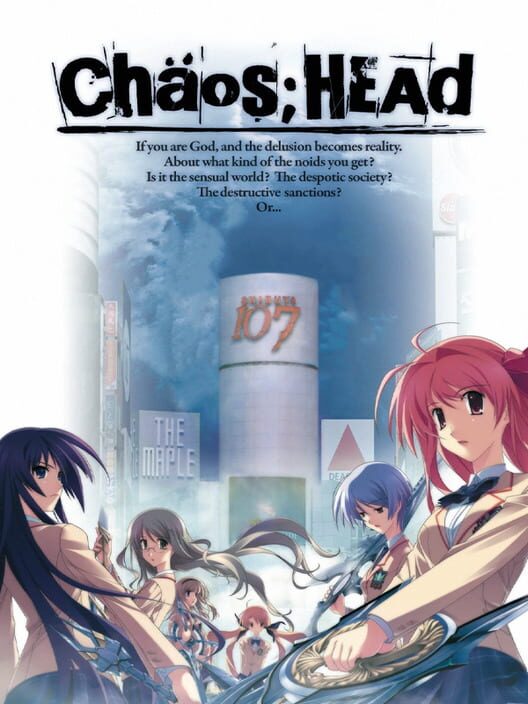 Chäos;HEAd
If you are God, and the delusion becomes reality.
About what kind of the noids you get?
Is it the sensual world? The despotic society?
The destructive sanctions?
Or...
107
THE
MAPLE